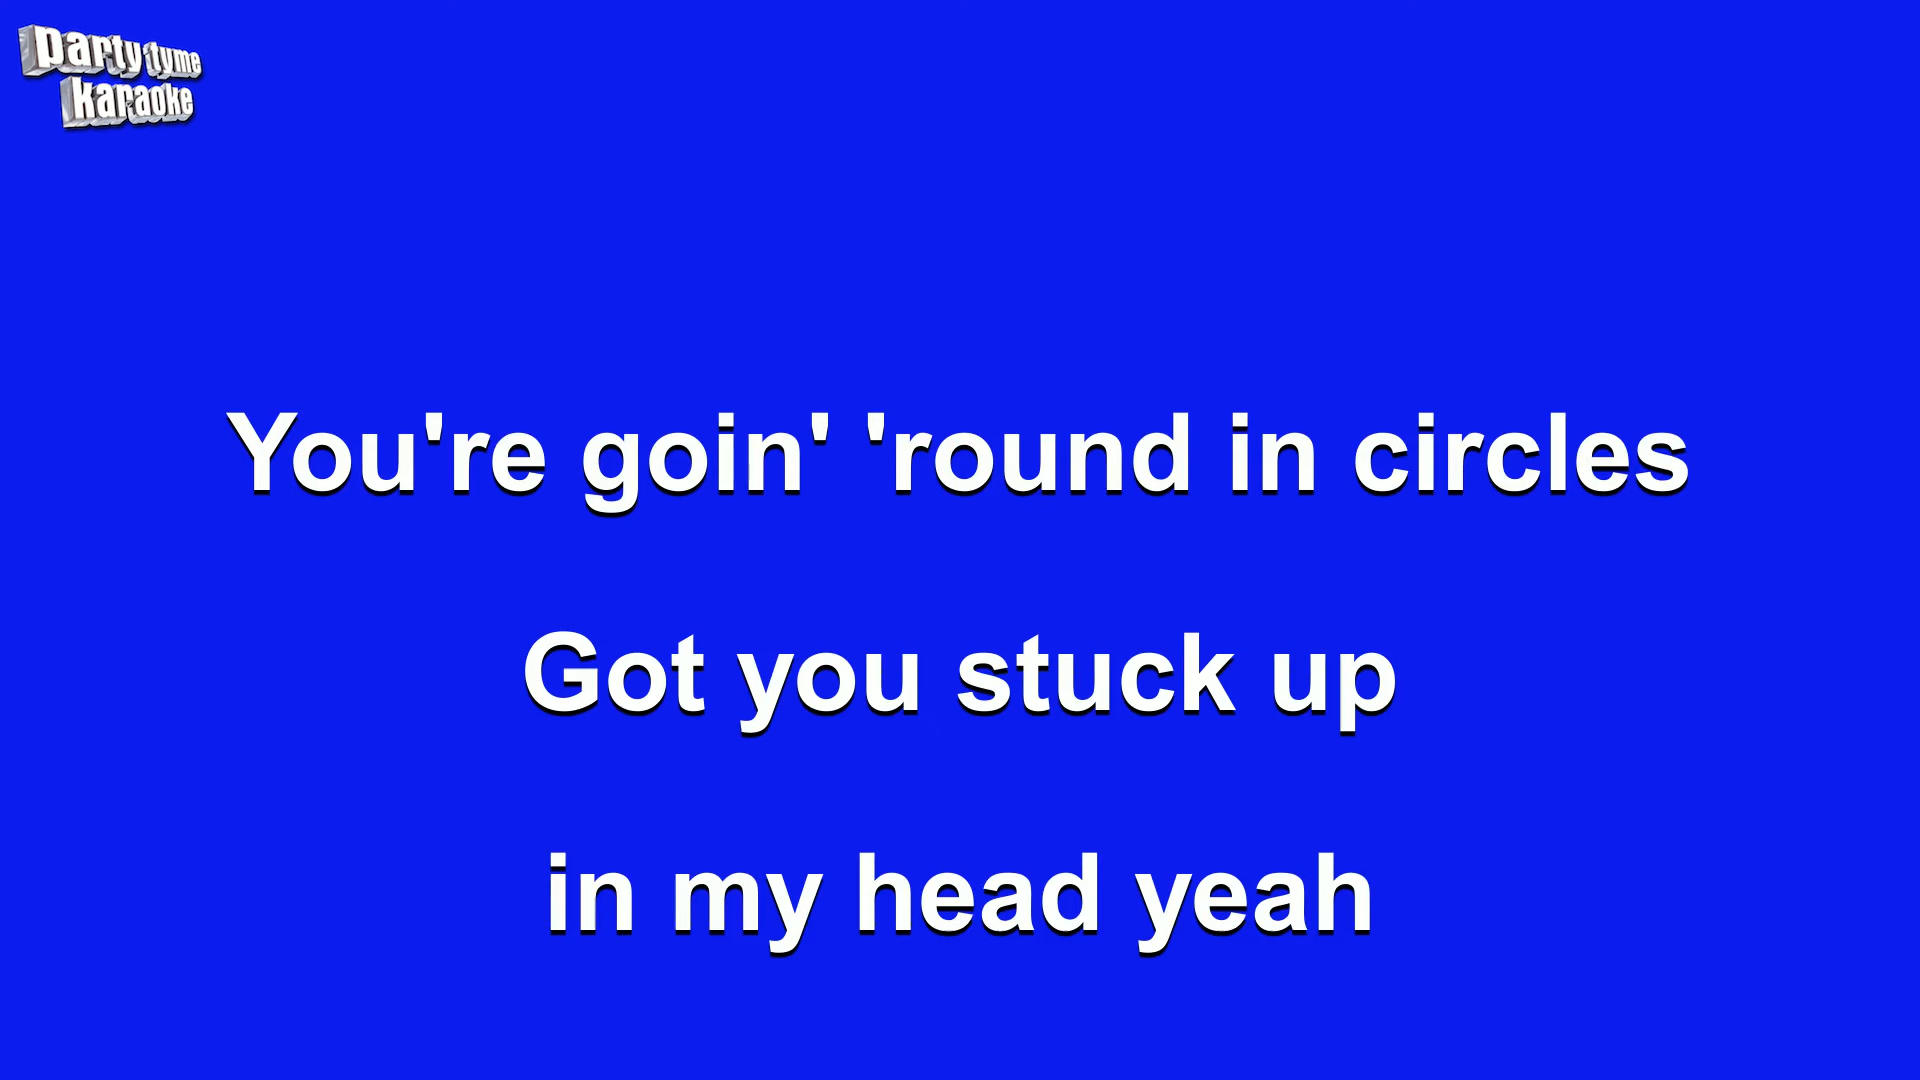 party tyme
karaoke
You're goin' 'round in circles
Got you stuck up
in my head yeah